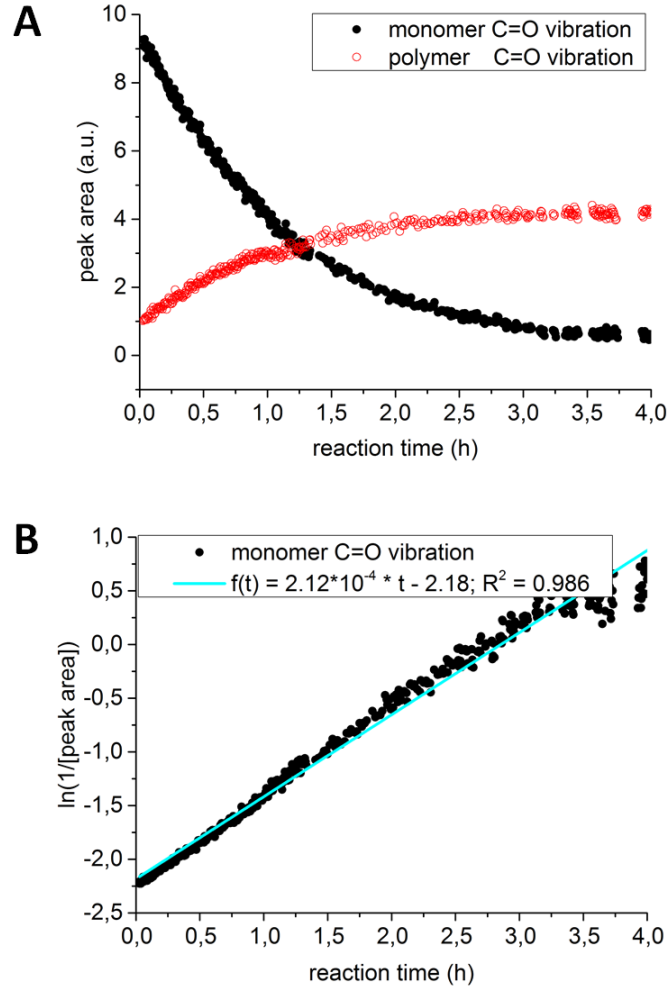 A
10
8
6
4
2
0
peak area (a.u.)
monomer C=O vibration
polymer C=O vibration
0,0 0,5 1,0 1,5 2,0 2,5 3,0 3,5 4,0
reaction time (h)
B
1,0
0,5
0,0
-0,5
-1,0
-1,5
-2,0
-2,5
ln(1/[peak area])
monomer C=O vibration
f(t) = 2.12*10⁻⁴ * t - 2.18; R² = 0.986
0,0 0,5 1,0 1,5 2,0 2,5 3,0 3,5 4,0
reaction time (h)